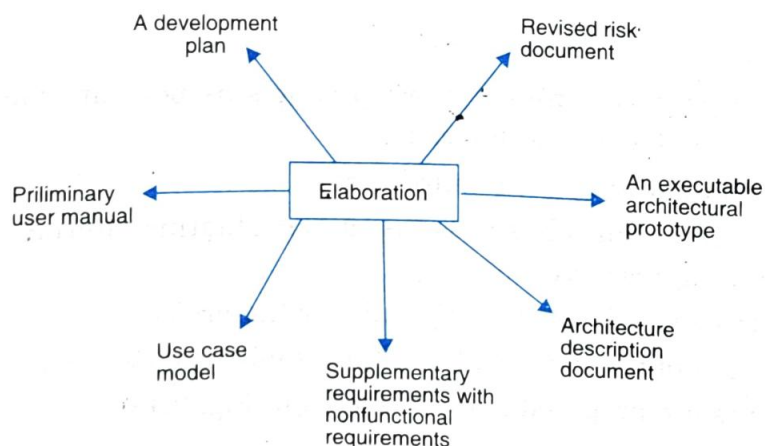 A development
plan
Revised risk
document
Priliminary
user manual
Elaboration
An executable
architectural
prototype
Use case
model
Supplementary
requirements with
nonfunctional
requirements
Architecture
description
document